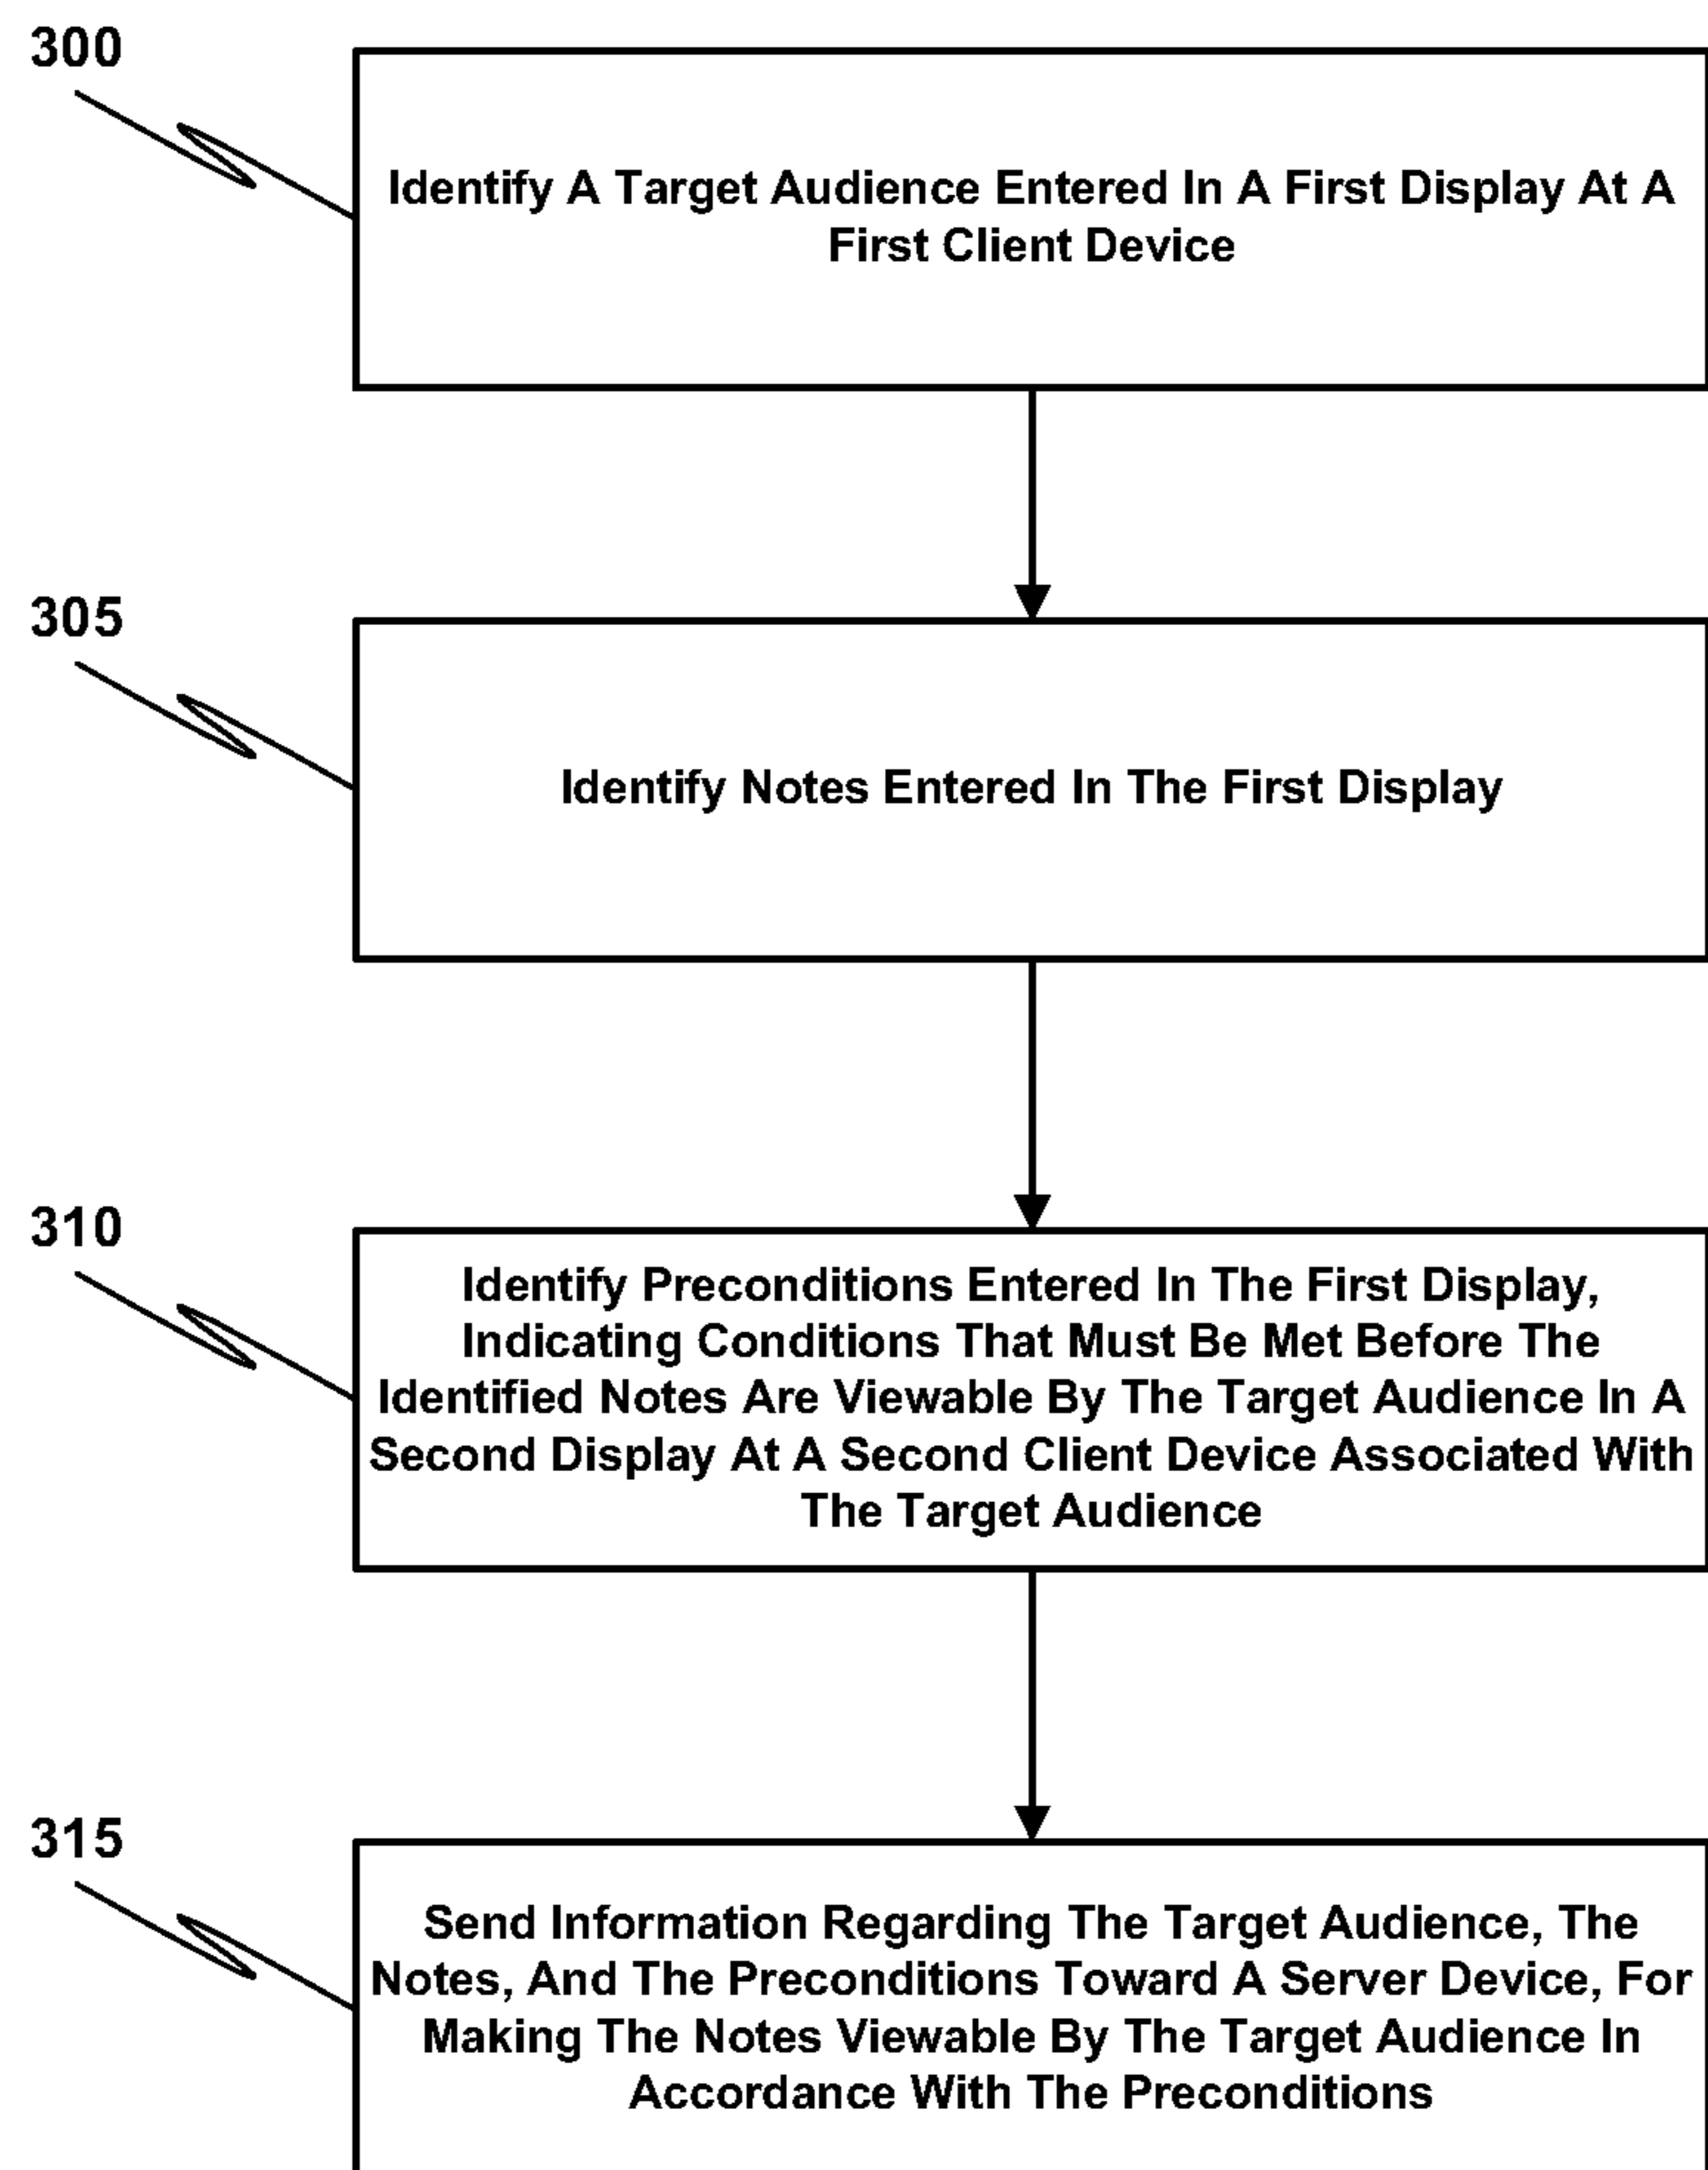 300
Identify A Target Audience Entered In A First Display At A
First Client Device
305
Identify Notes Entered In The First Display
310
Identify Preconditions Entered In The First Display,
Indicating Conditions That Must Be Met Before The
Identified Notes Are Viewable By The Target Audience In A
Second Display At A Second Client Device Associated With
The Target Audience
315
Send Information Regarding The Target Audience, The
Notes, And The Preconditions Toward A Server Device, For
Making The Notes Viewable By The Target Audience In
Accordance With The Preconditions